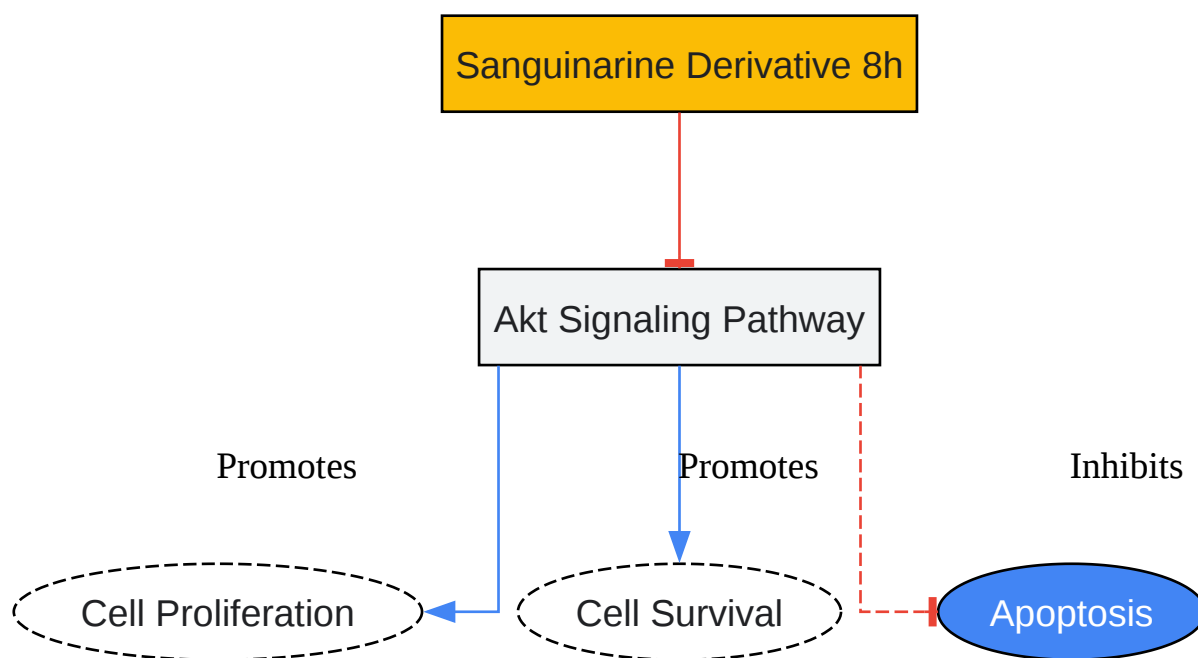 Sanguinarine Derivative 8h
Akt Signaling Pathway
Promotes
Promotes
Inhibits
Cell Proliferation
Cell Survival
Apoptosis